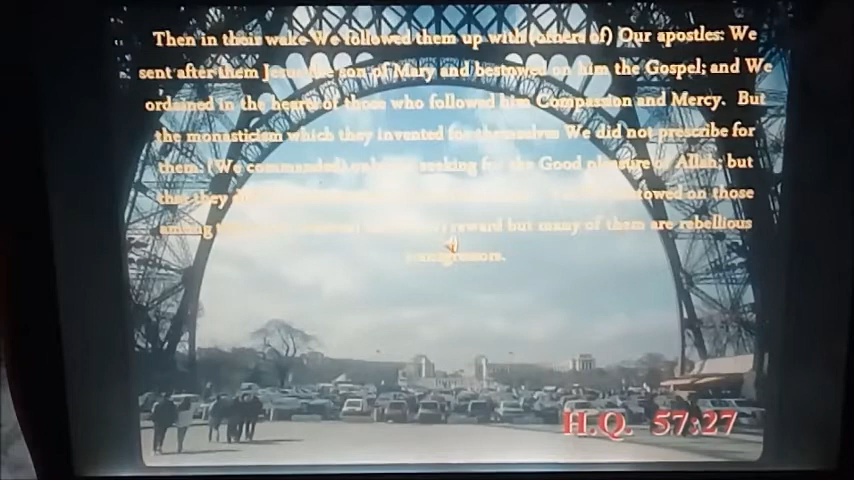 Then in their wake We followed them up with (others of) Our apostles: We
sent after them Jesus the son of Mary and bestowed on him the Gospel; and We
ordained in the hearts of those who followed him Compassion and Mercy. But
the monasticism which they invented for themselves We did not prescribe for
them: (We commanded) only the seeking for the Good pleasure of Allah; but
that they bestowed on those
among reward but many of them are rebellious
transgressors.
H.Q. 57:27